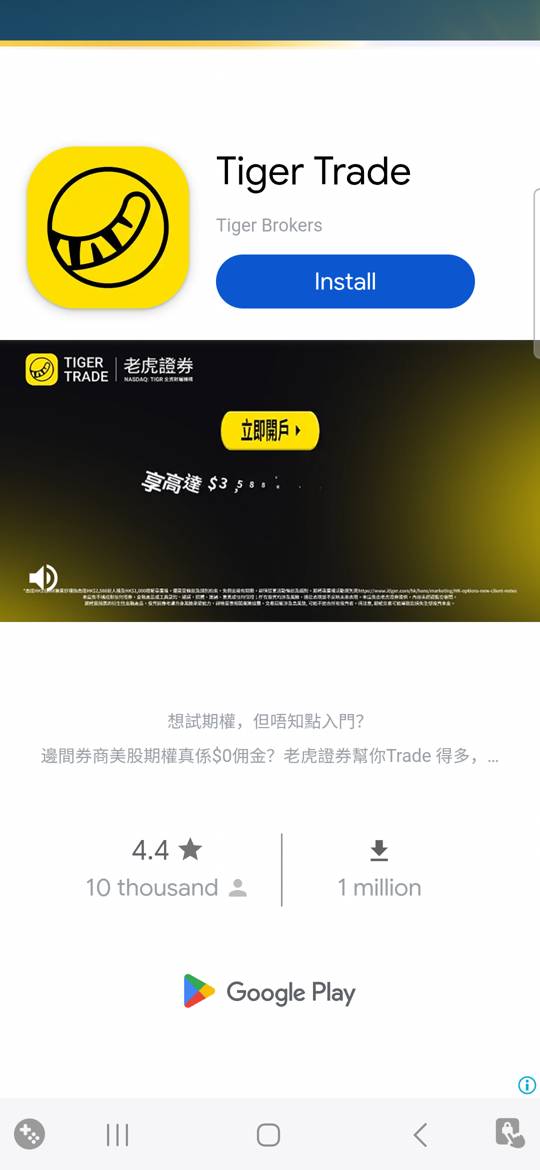 Tiger Trade
Tiger Brokers
Install
TIGER TRADE
老虎證券
NASDAQ: TIGR
立即開戶
享高達 $3,588
想試期權，但唔知點入門？
邊間券商美股期權真係$0佣金？老虎證券幫你Trade 得多，...
4.4
10 thousand
1 million
Google Play